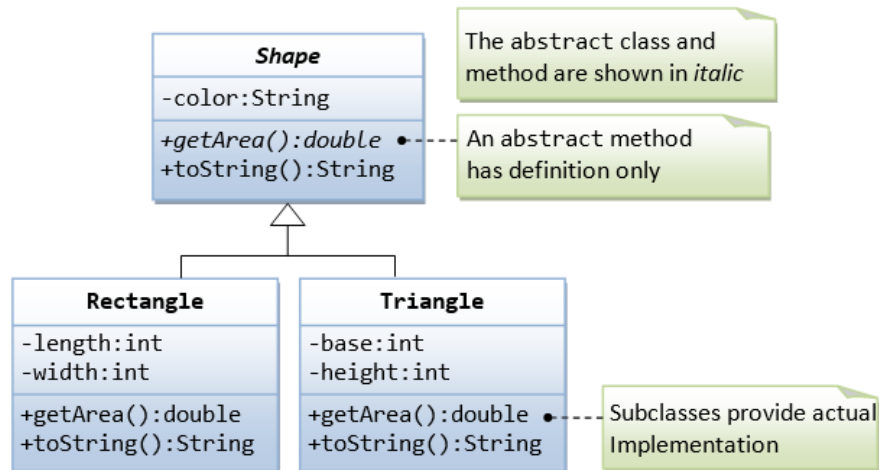 Shape
-color:String
+getArea():double
+toString():String
The abstract class and
method are shown in italic
An abstract method
has definition only
Rectangle
-length:int
-width:int
+getArea():double
+toString():String
Triangle
-base:int
-height:int
+getArea():double
+toString():String
Subclasses provide actual
Implementation